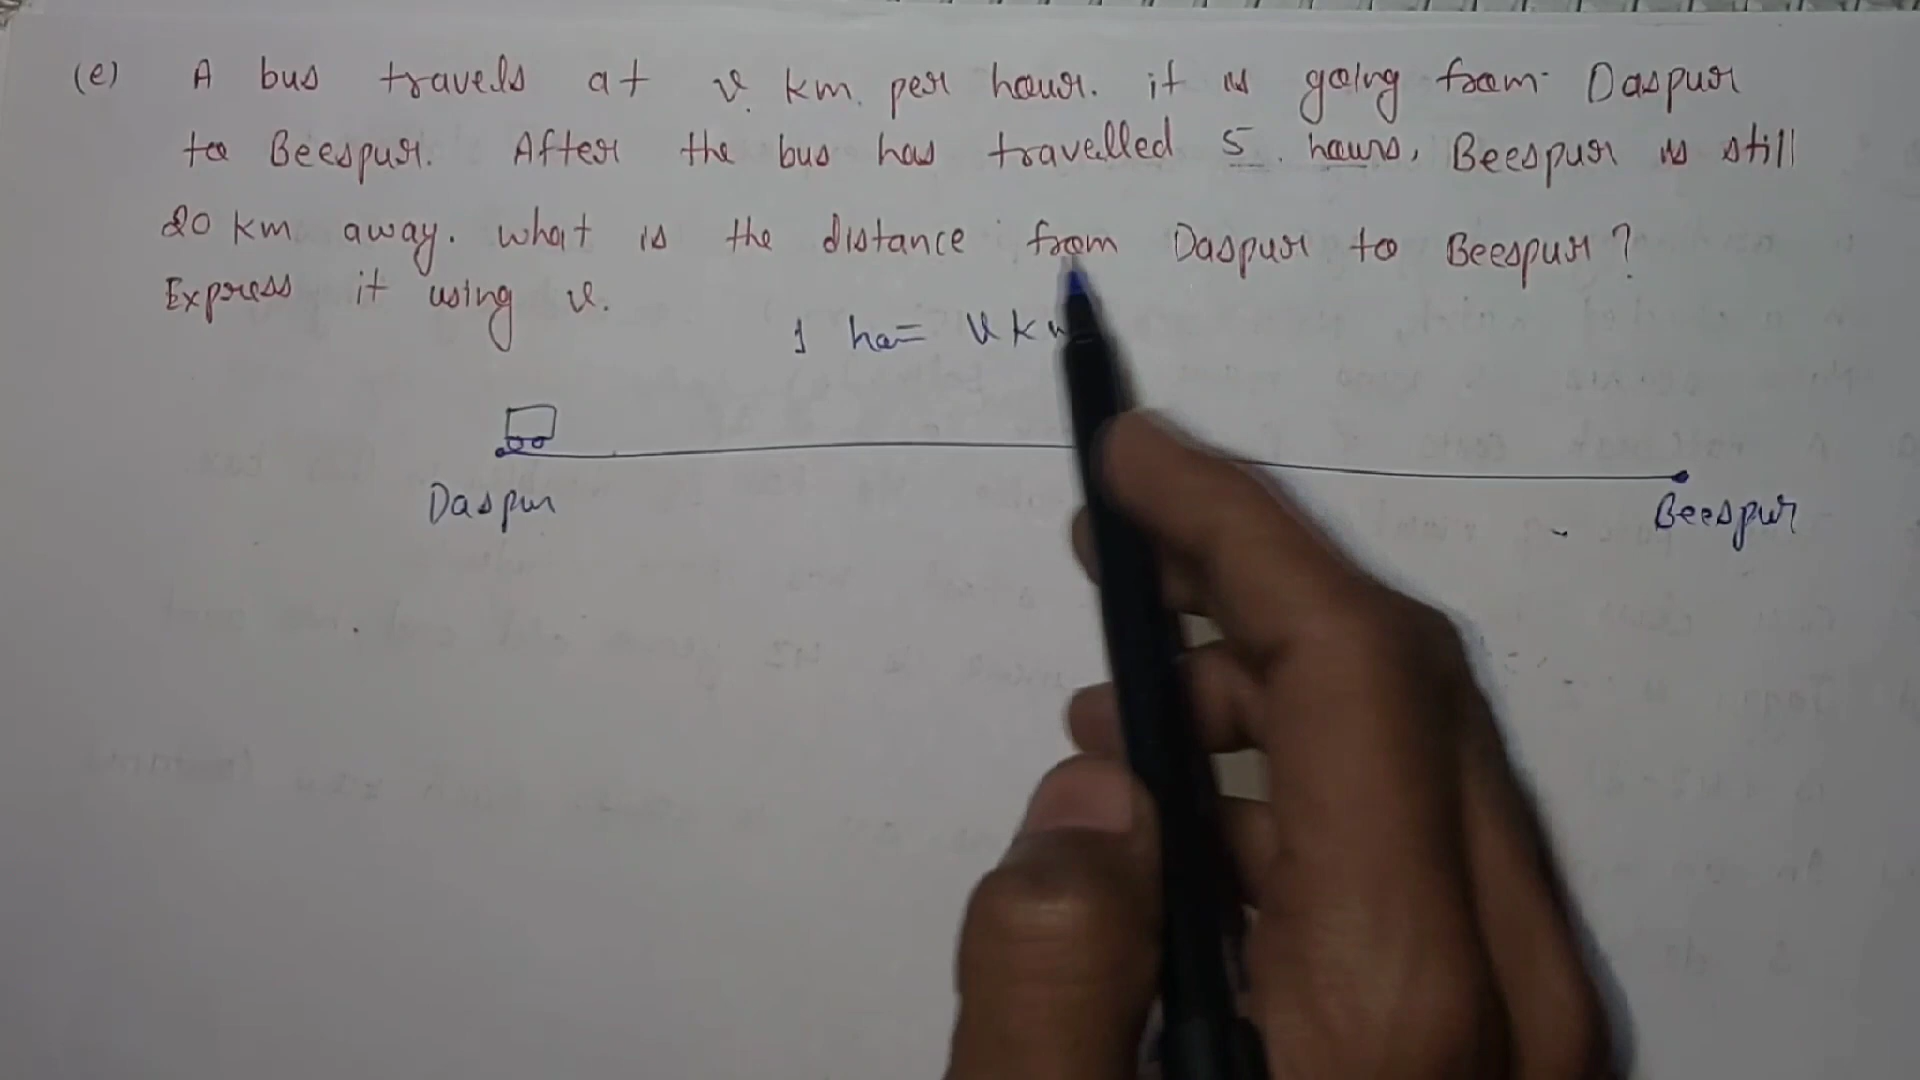 (e) A bus travels at v km per hour. it is going from Daspur
to Beespur. After the bus has travelled 5 hours, Beespur is still
20 km away. what is the distance from Daspur to Beespur?
Express it using v.
1 ho= v k
Daspur
Beespur